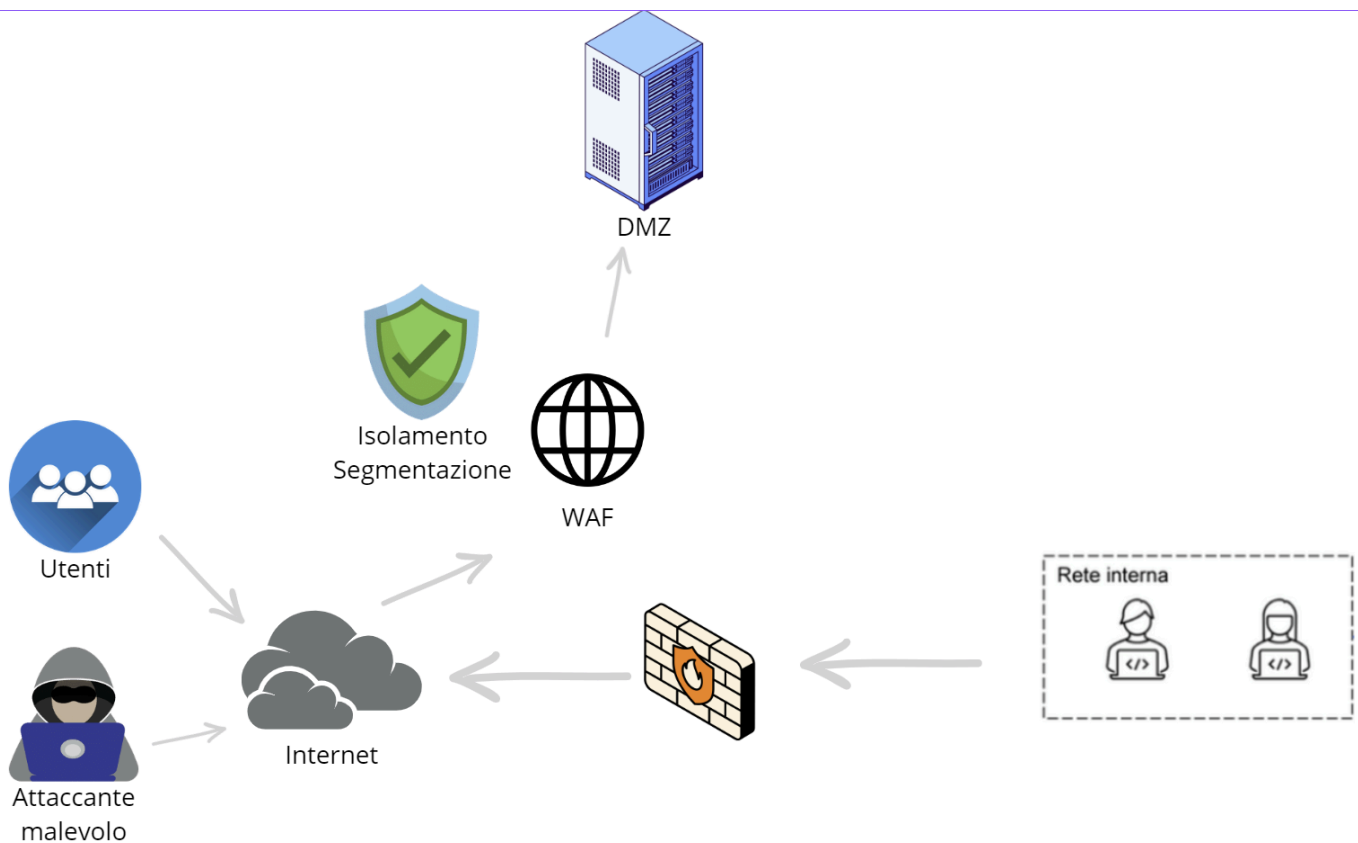 DMZ
Isolamento
Segmentazione
WAF
Utenti
Rete interna
Internet
Attaccante
malevolo